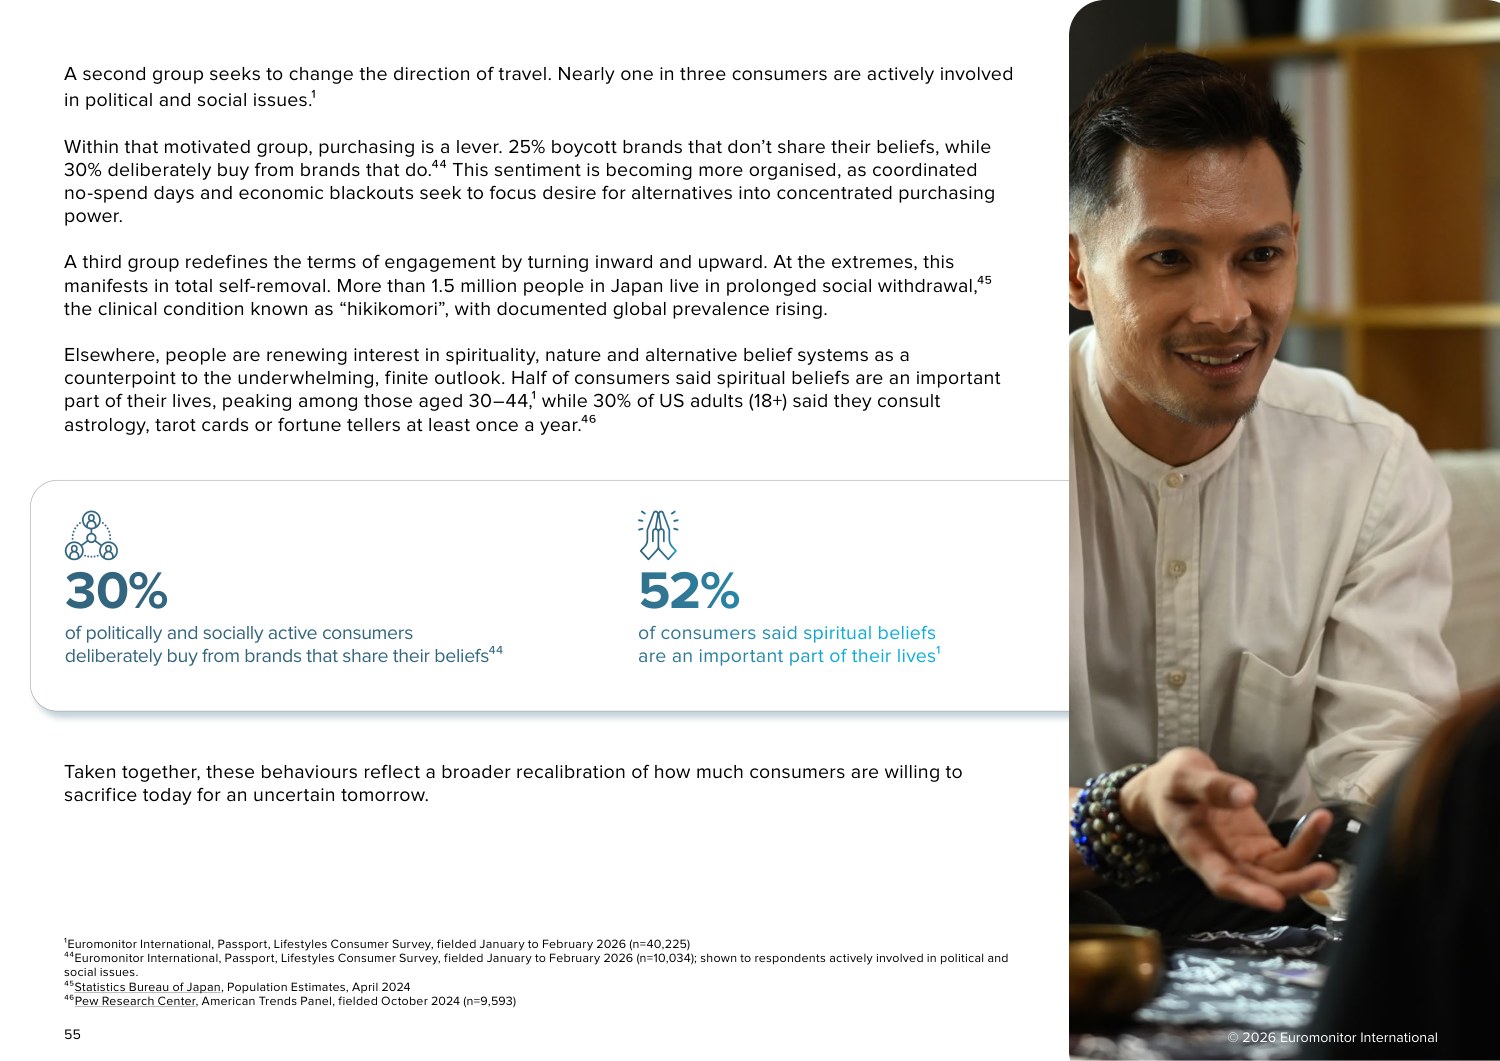 A second group seeks to change the direction of travel. Nearly one in three consumers are actively involved
in political and social issues.¹
Within that motivated group, purchasing is a lever. 25% boycott brands that don’t share their beliefs, while
30% deliberately buy from brands that do.⁴⁴ This sentiment is becoming more organised, as coordinated
no-spend days and economic blackouts seek to focus desire for alternatives into concentrated purchasing
power.
A third group redefines the terms of engagement by turning inward and upward. At the extremes, this
manifests in total self-removal. More than 1.5 million people in Japan live in prolonged social withdrawal,⁴⁵
the clinical condition known as “hikikomori”, with documented global prevalence rising.
Elsewhere, people are renewing interest in spirituality, nature and alternative belief systems as a
counterpoint to the underwhelming, finite outlook. Half of consumers said spiritual beliefs are an important
part of their lives, peaking among those aged 30–44,¹ while 30% of US adults (18+) said they consult
astrology, tarot cards or fortune tellers at least once a year.⁴⁶
30%
of politically and socially active consumers
deliberately buy from brands that share their beliefs⁴⁴
52%
of consumers said spiritual beliefs
are an important part of their lives¹
Taken together, these behaviours reflect a broader recalibration of how much consumers are willing to
sacrifice today for an uncertain tomorrow.
¹Euromonitor International, Passport, Lifestyles Consumer Survey, fielded January to February 2026 (n=40,225)
⁴⁴Euromonitor International, Passport, Lifestyles Consumer Survey, fielded January to February 2026 (n=10,034); shown to respondents actively involved in political and
social issues.
⁴⁵Statistics Bureau of Japan, Population Estimates, April 2024
⁴⁶Pew Research Center, American Trends Panel, fielded October 2024 (n=9,593)
55
© 2026 Euromonitor International